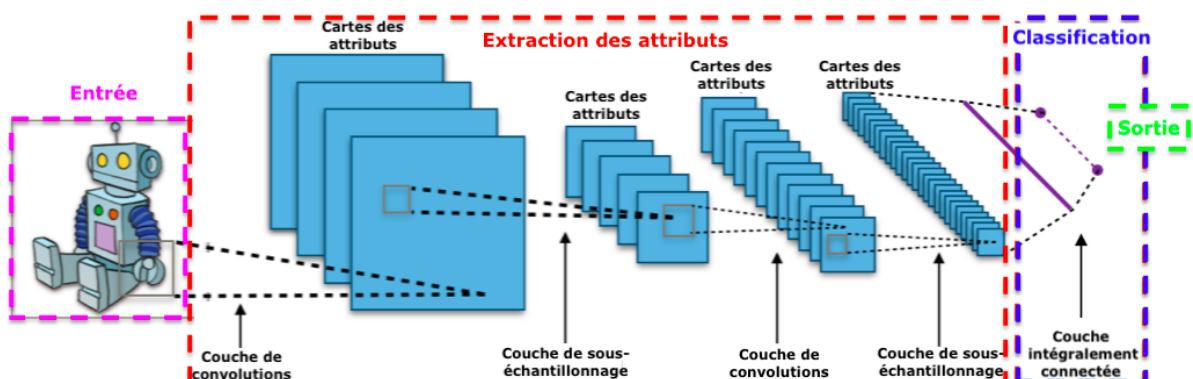 Cartes des
attributs
Extraction des attributs
Classification
Entrée
Cartes des
attributs
Cartes des
attributs
Cartes des
attributs
Sortie
Couche de
convolutions
Couche de sous-
échantillonnage
Couche de
convolutions
Couche de sous-
échantillonnage
Couche
intégralement
connectée